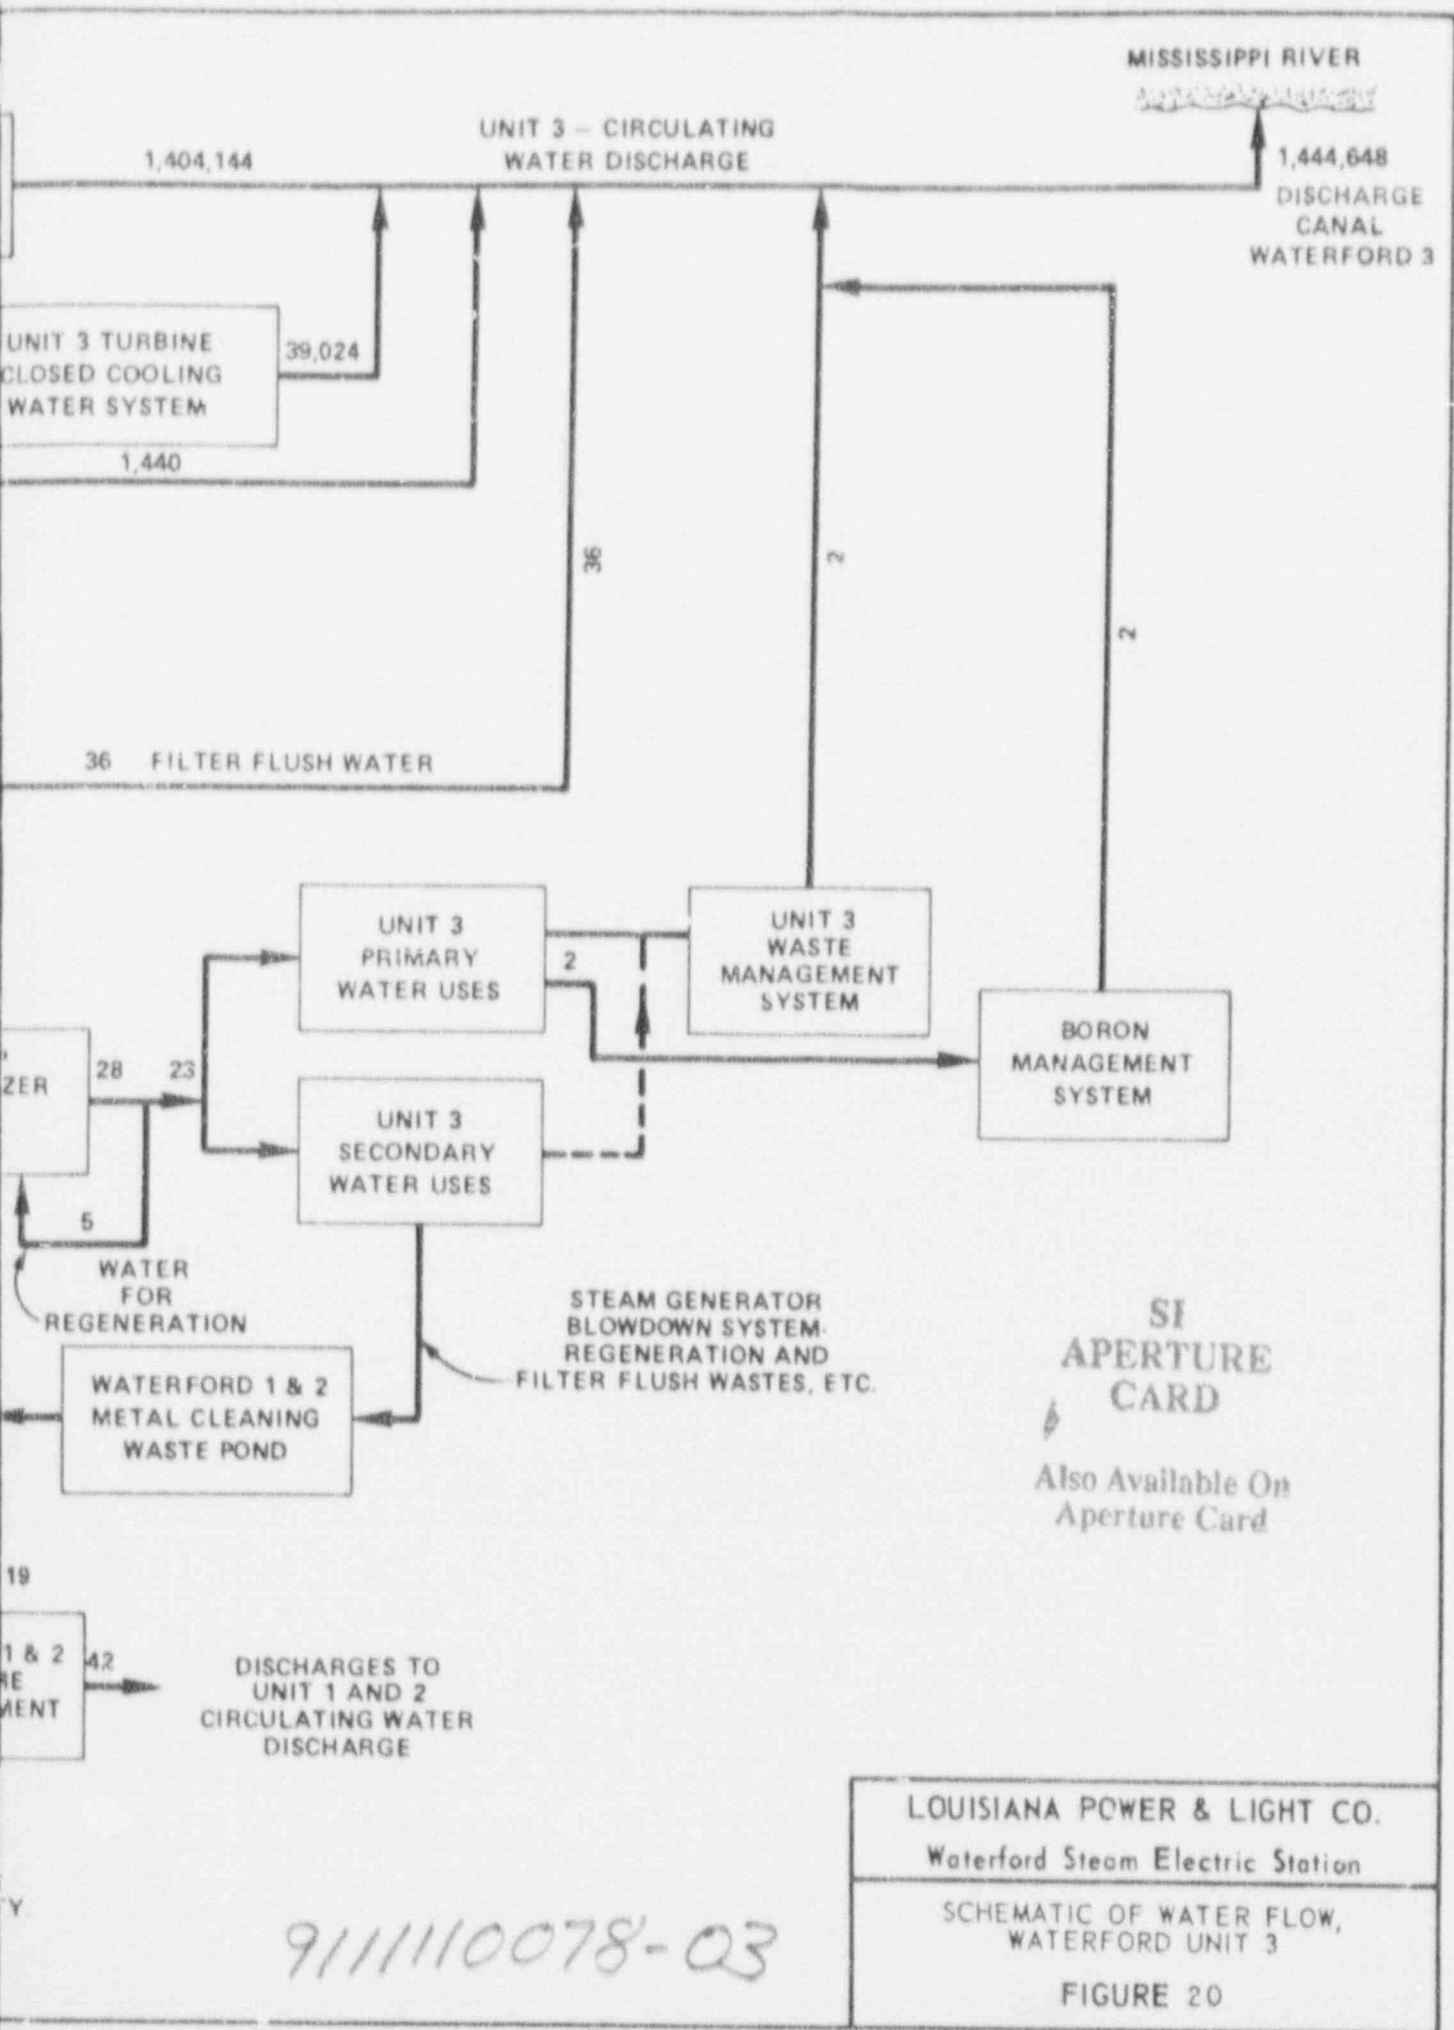 MISSISSIPPI RIVER
UNIT 3 – CIRCULATING
WATER DISCHARGE
1,404,144
1,444,648
DISCHARGE
CANAL
WATERFORD 3
UNIT 3 TURBINE
CLOSED COOLING
WATER SYSTEM
39,024
1,440
36
2
2
36 FILTER FLUSH WATER
UNIT 3
PRIMARY
WATER USES
2
UNIT 3
WASTE
MANAGEMENT
SYSTEM
BORON
MANAGEMENT
SYSTEM
ZER
28
23
UNIT 3
SECONDARY
WATER USES
5
WATER
FOR
REGENERATION
STEAM GENERATOR
BLOWDOWN SYSTEM
REGENERATION AND
FILTER FLUSH WASTES, ETC.
WATERFORD 1 & 2
METAL CLEANING
WASTE POND
SI
APERTURE
CARD
Also Available On
Aperture Card
19
1 & 2
RE
MENT
42
DISCHARGES TO
UNIT 1 AND 2
CIRCULATING WATER
DISCHARGE
Y
9111110078-03
LOUISIANA POWER & LIGHT CO.
Waterford Steam Electric Station
SCHEMATIC OF WATER FLOW,
WATERFORD UNIT 3
FIGURE 20